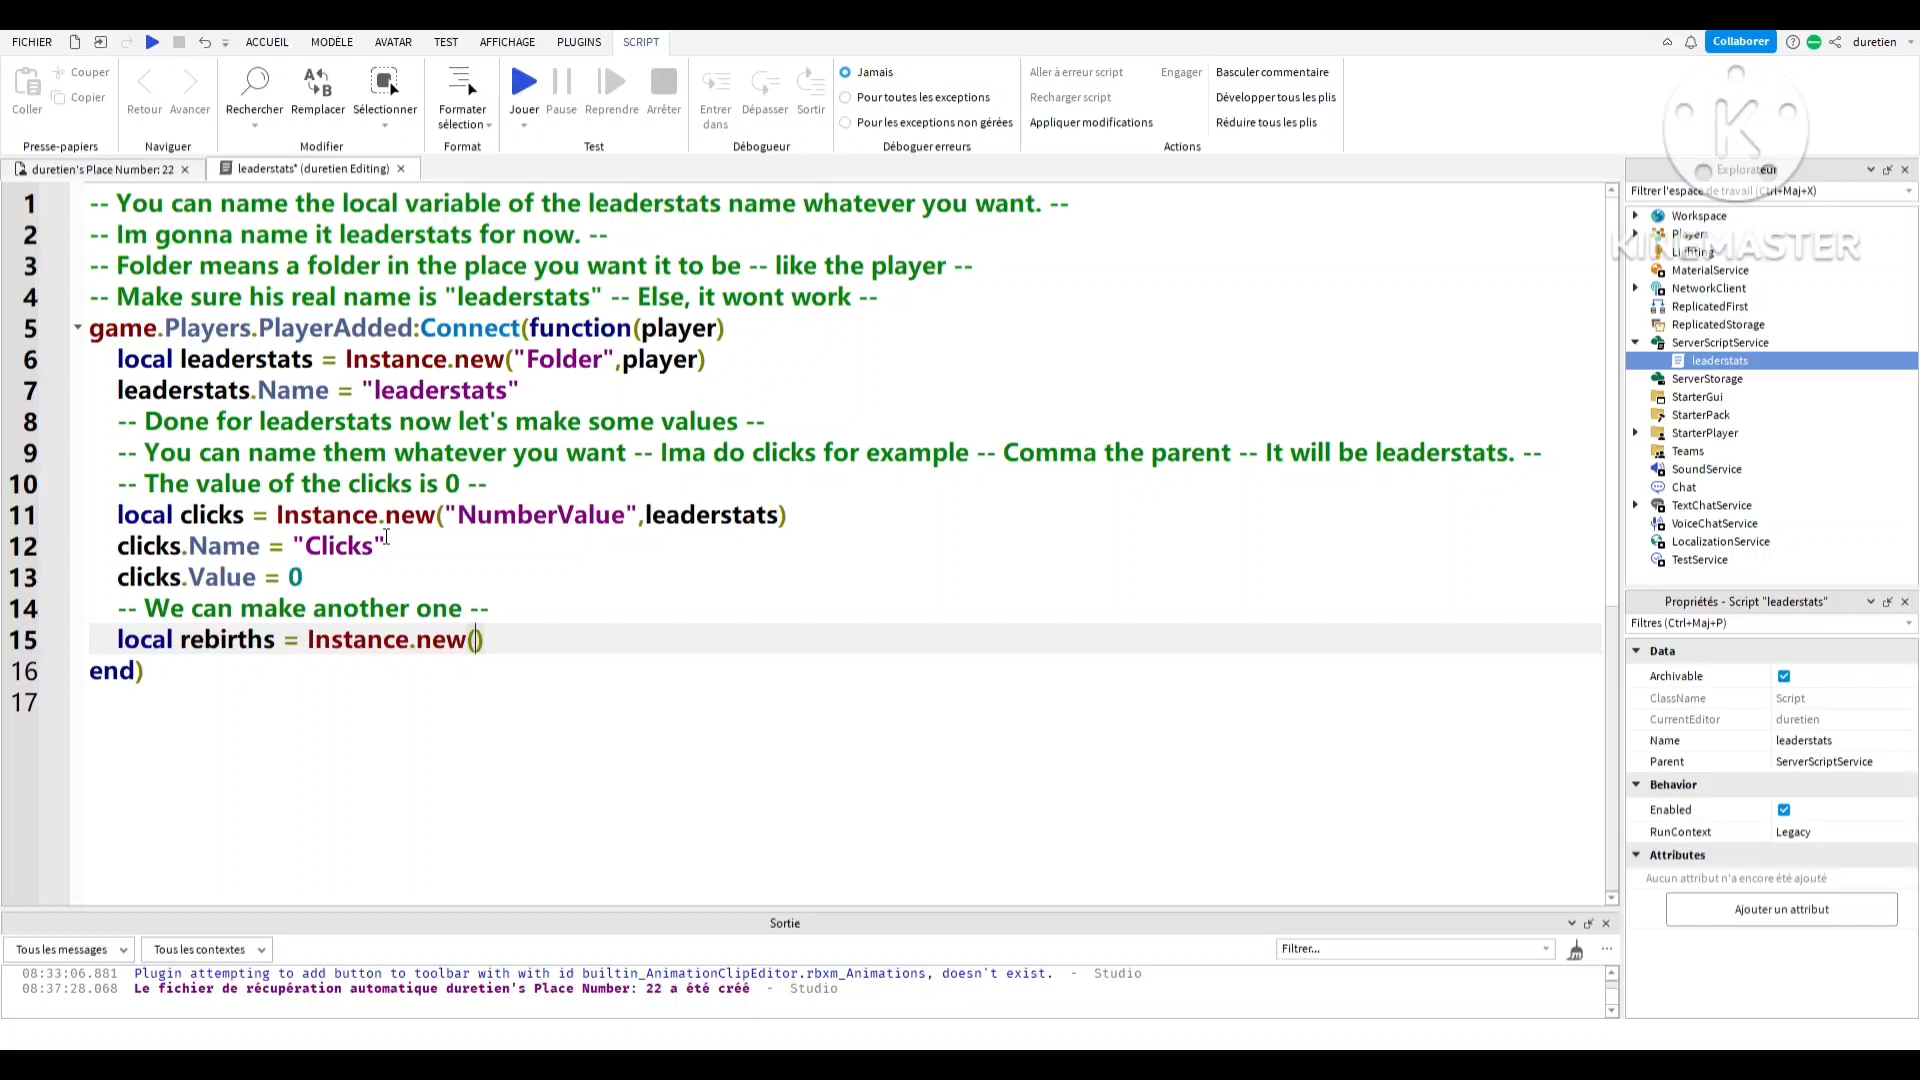 FICHIER ACCUEIL MODÈLE AVATAR TEST AFFICHAGE PLUGINS SCRIPT Collaborer duretien
Coller Couper Copier
Presse-papiers
Retour Avancer
Naviguer
Rechercher Remplacer Sélectionner
Modifier
Formater sélection
Format
Jouer Pause Reprendre Arrêter
Test
Entrer dans Dépasser Sortir
Débogueur
Jamais
Pour toutes les exceptions
Pour les exceptions non gérées
Déboguer erreurs
Aller à erreur script Engager Basculer commentaire
Recharger script Développer tous les plis
Appliquer modifications Réduire tous les plis
Actions
K
KINEMASTER
duretien's Place Number: 22
leaderstats* (duretien Editing)
1 -- You can name the local variable of the leaderstats name whatever you want. --
2 -- Im gonna name it leaderstats for now. --
3 -- Folder means a folder in the place you want it to be -- like the player --
4 -- Make sure his real name is "leaderstats" -- Else, it wont work --
5 game.Players.PlayerAdded:Connect(function(player)
6 local leaderstats = Instance.new("Folder",player)
7 leaderstats.Name = "leaderstats"
8 -- Done for leaderstats now let's make some values --
9 -- You can name them whatever you want -- Ima do clicks for example -- Comma the parent -- It will be leaderstats. --
10 -- The value of the clicks is 0 --
11 local clicks = Instance.new("NumberValue",leaderstats)
12 clicks.Name = "Clicks"
13 clicks.Value = 0
14 -- We can make another one --
15 local rebirths = Instance.new()
16 end)
17
Explorateur
Filtrer l'espace de travail (Ctrl+Maj+X)
Workspace
Players
Lighting
MaterialService
NetworkClient
ReplicatedFirst
ReplicatedStorage
ServerScriptService
leaderstats
ServerStorage
StarterGui
StarterPack
StarterPlayer
Teams
SoundService
Chat
TextChatService
VoiceChatService
LocalizationService
TestService
Propriétés - Script "leaderstats"
Filtres (Ctrl+Maj+P)
Data
Archivable
ClassName Script
CurrentEditor duretien
Name leaderstats
Parent ServerScriptService
Behavior
Enabled
RunContext Legacy
Attributes
Aucun attribut n'a encore été ajouté
Ajouter un attribut
Sortie
Tous les messages Tous les contextes Filtrer...
08:33:06.881 Plugin attempting to add button to toolbar with with id builtin_AnimationClipEditor.rbxm_Animations, doesn't exist. - Studio
08:37:28.068 Le fichier de récupération automatique duretien's Place Number: 22 a été créé - Studio